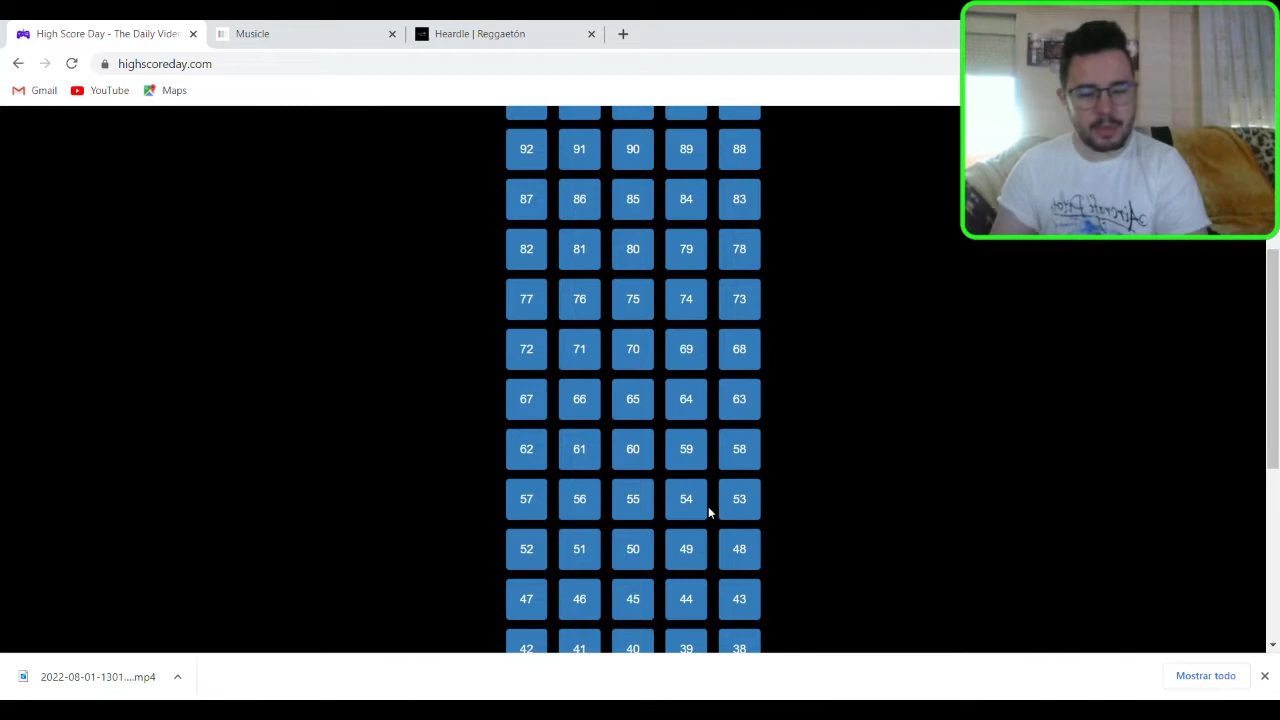 High Score Day - The Daily Video
Musicle
Heardle | Reggaetón
highscoreday.com
Gmail
YouTube
Maps
92 91 90 89 88
87 86 85 84 83
82 81 80 79 78
77 76 75 74 73
72 71 70 69 68
67 66 65 64 63
62 61 60 59 58
57 56 55 54 53
52 51 50 49 48
47 46 45 44 43
42 41 40 39 38
2022-08-01-1301....mp4
Mostrar todo